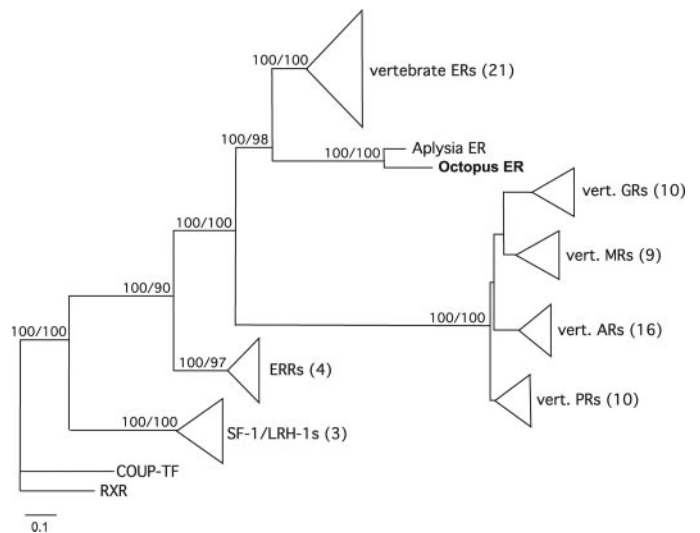 100/100
vertebrate ERs (21)
100/98
100/100
Aplysia ER
Octopus ER
vert. GRs (10)
100/100
vert. MRs (9)
100/90
100/100
100/100
vert. ARs (16)
100/97
ERRs (4)
vert. PRs (10)
100/100
SF-1/LRH-1s (3)
COUP-TF
RXR
0.1